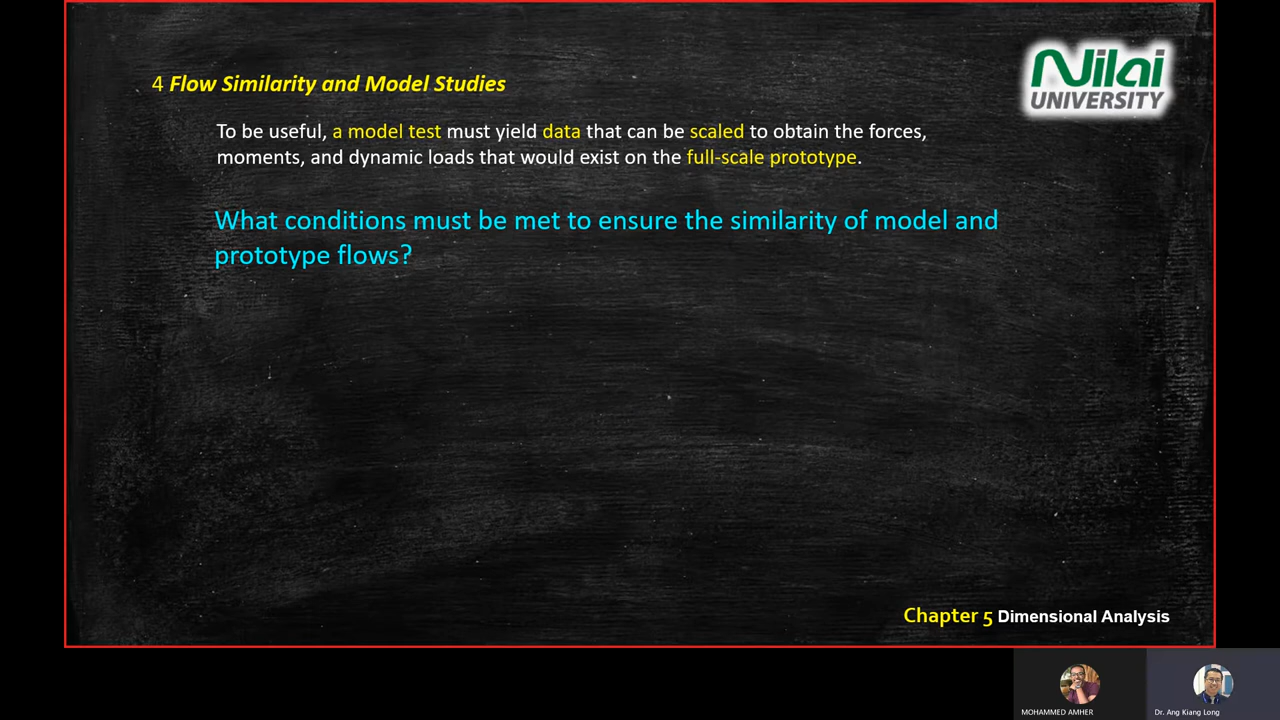 Nilai
UNIVERSITY
4 Flow Similarity and Model Studies
To be useful, a model test must yield data that can be scaled to obtain the forces,
moments, and dynamic loads that would exist on the full-scale prototype.
What conditions must be met to ensure the similarity of model and
prototype flows?
Chapter 5 Dimensional Analysis
MOHAMMED AMHER
Dr. Ang Kiang Long